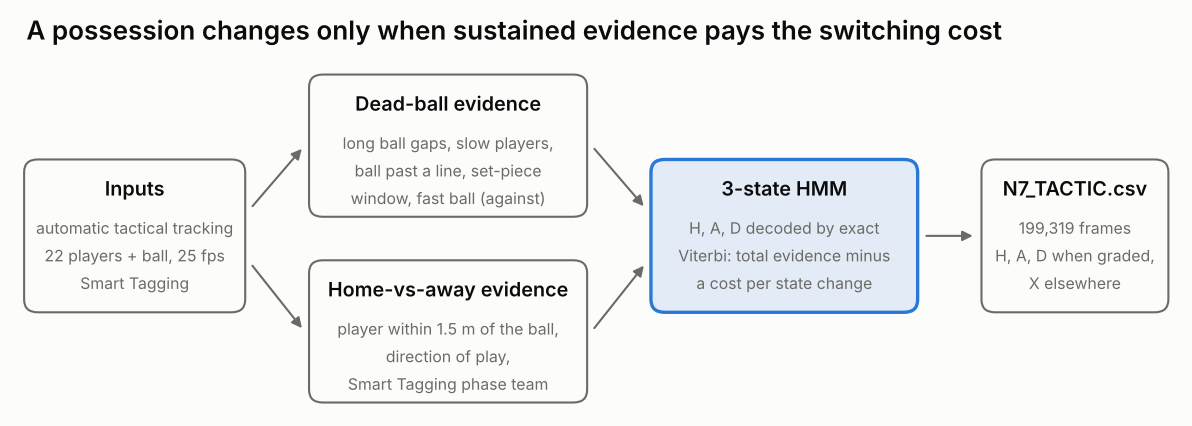 A possession changes only when sustained evidence pays the switching cost
Inputs
automatic tactical tracking
22 players + ball, 25 fps
Smart Tagging
Dead-ball evidence
long ball gaps, slow players,
ball past a line, set-piece
window, fast ball (against)
Home-vs-away evidence
player within 1.5 m of the ball,
direction of play,
Smart Tagging phase team
3-state HMM
H, A, D decoded by exact
Viterbi: total evidence minus
a cost per state change
N7_TACTIC.csv
199,319 frames
H, A, D when graded,
X elsewhere